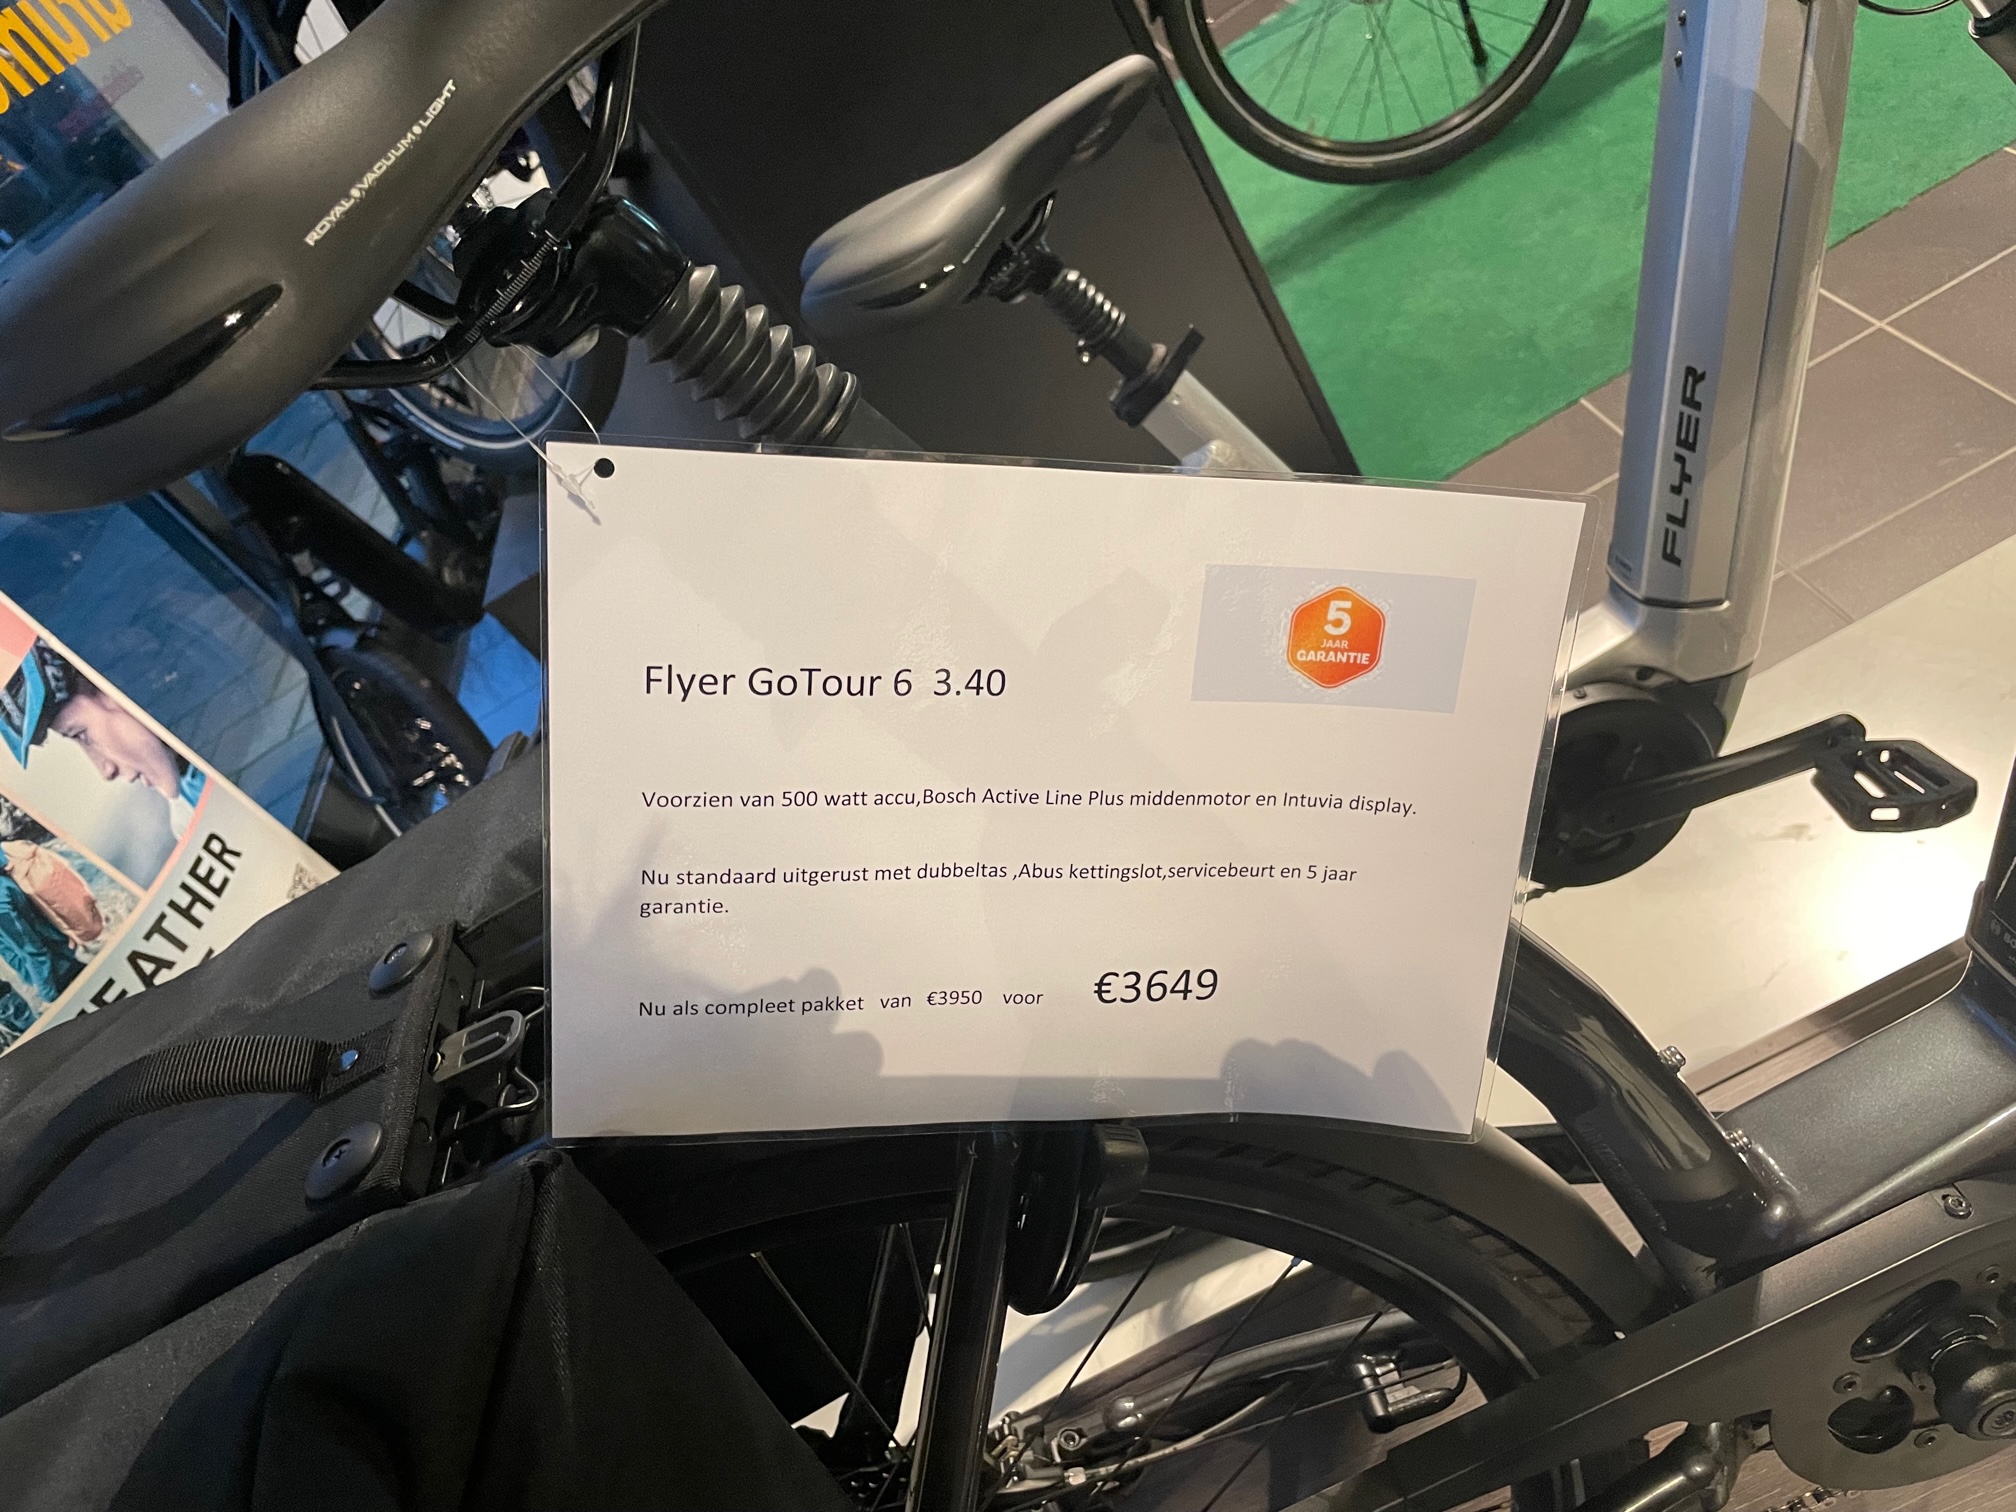 ROYAL VACUUM LIGHT
FLYER
5
JAAR
GARANTIE
Flyer GoTour 6 3.40
Voorzien van 500 watt accu,Bosch Active Line Plus middenmotor en Intuvia display.
Nu standaard uitgerust met dubbeltas ,Abus kettingslot,servicebeurt en 5 jaar
garantie.
Nu als compleet pakket van €3950 voor €3649